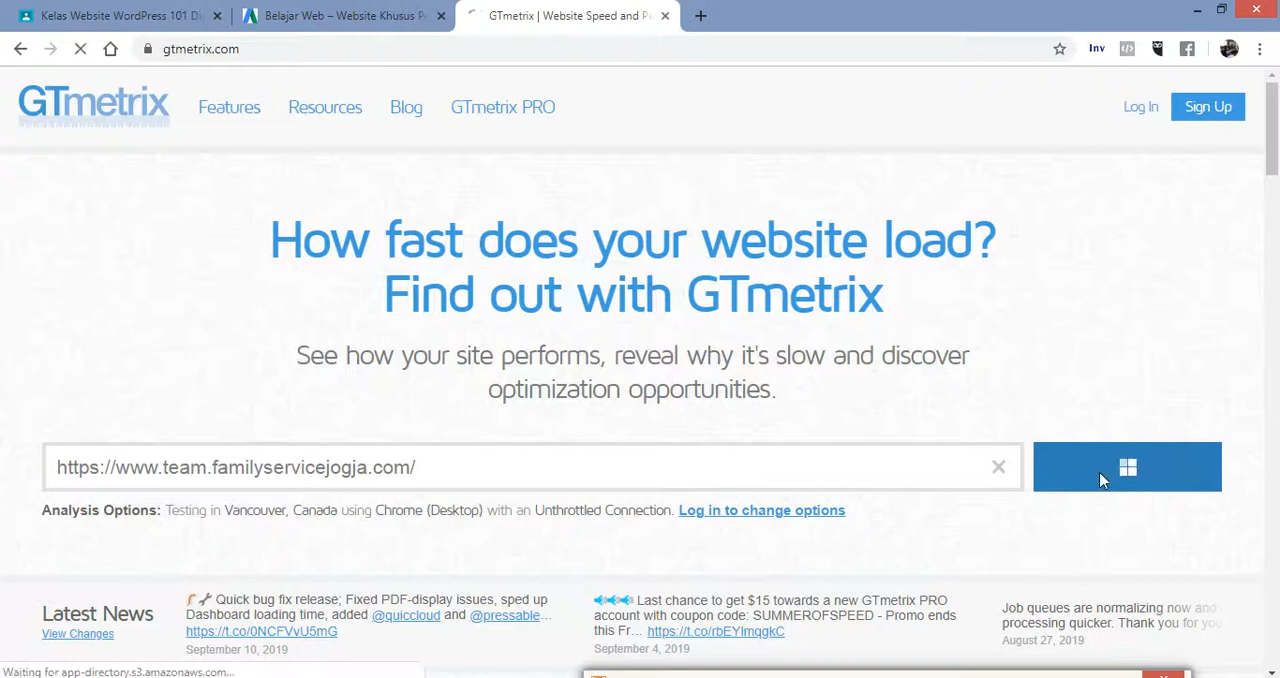 Kelas Website WordPress 101 Di
Belajar Web – Website Khusus P
GTmetrix | Website Speed and Pe
gtmetrix.com
Inv
GTmetrix
Features
Resources
Blog
GTmetrix PRO
Log In
Sign Up
How fast does your website load?
Find out with GTmetrix
See how your site performs, reveal why it's slow and discover
optimization opportunities.
https://www.team.familyservicejogja.com/
Analysis Options: Testing in Vancouver, Canada using Chrome (Desktop) with an Unthrottled Connection. Log in to change options
Latest News
View Changes
Quick bug fix release; Fixed PDF-display issues, sped up
Dashboard loading time, added @quiccloud and @pressable...
https://t.co/0NCFVvU5mG
September 10, 2019
Last chance to get $15 towards a new GTmetrix PRO
account with coupon code: SUMMEROFSPEED - Promo ends
this Fr... https://t.co/rbEYlmqgkC
September 4, 2019
Job queues are normalizing now and
processing quicker. Thank you for you
August 27, 2019
Waiting for app-directory.s3.amazonaws.com...